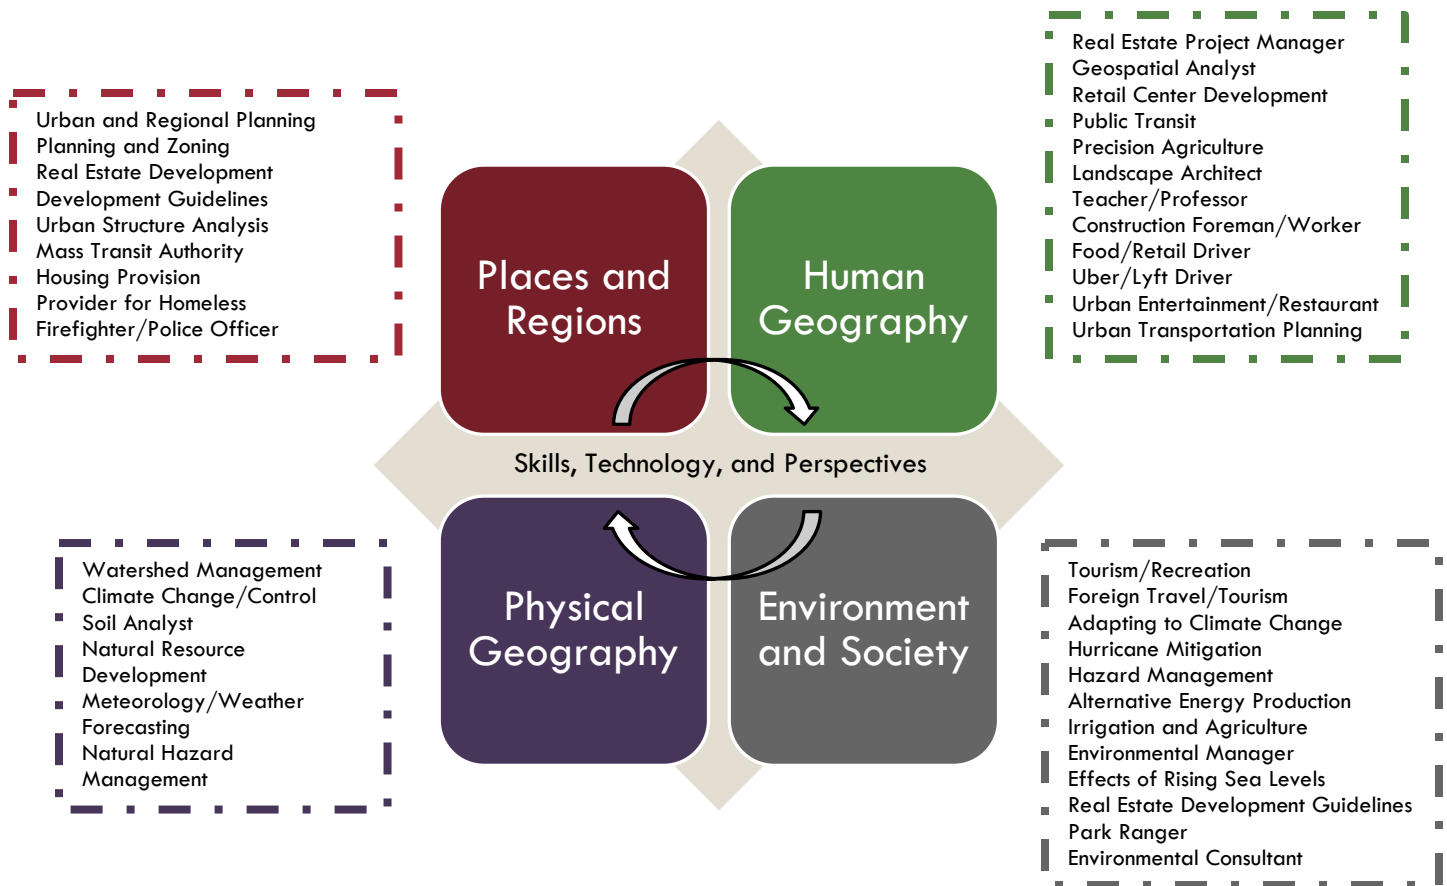 Urban and Regional Planning
Planning and Zoning
Real Estate Development
Development Guidelines
Urban Structure Analysis
Mass Transit Authority
Housing Provision
Provider for Homeless
Firefighter/Police Officer
Real Estate Project Manager
Geospatial Analyst
Retail Center Development
Public Transit
Precision Agriculture
Landscape Architect
Teacher/Professor
Construction Foreman/Worker
Food/Retail Driver
Uber/Lyft Driver
Urban Entertainment/Restaurant
Urban Transportation Planning
Places and
Regions
Human
Geography
Skills, Technology, and Perspectives
Physical
Geography
Environment
and Society
Watershed Management
Climate Change/Control
Soil Analyst
Natural Resource
Development
Meteorology/Weather
Forecasting
Natural Hazard
Management
Tourism/Recreation
Foreign Travel/Tourism
Adapting to Climate Change
Hurricane Mitigation
Hazard Management
Alternative Energy Production
Irrigation and Agriculture
Environmental Manager
Effects of Rising Sea Levels
Real Estate Development Guidelines
Park Ranger
Environmental Consultant